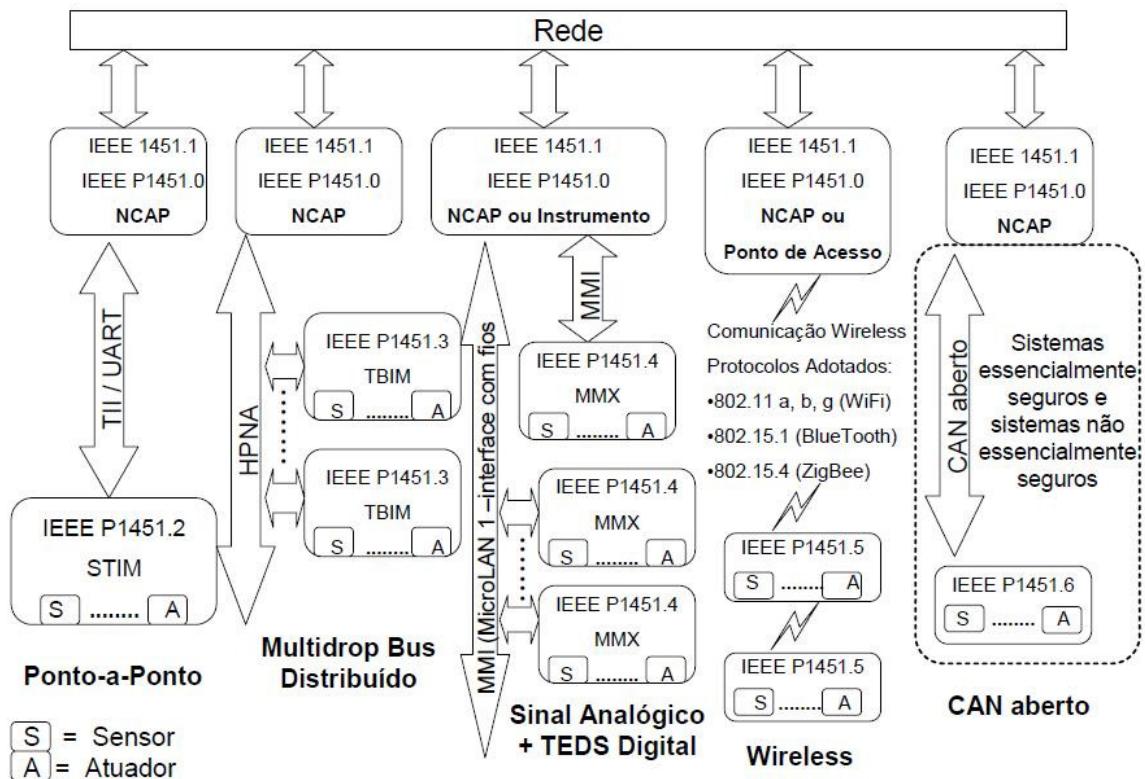 Rede
IEEE 1451.1
IEEE P1451.0
NCAP
TII / UART
IEEE P1451.2
STIM
S ........ A
Ponto-a-Ponto
IEEE 1451.1
IEEE P1451.0
NCAP
HPNA
IEEE P1451.3
TBIM
S ........ A
IEEE P1451.3
TBIM
S ........ A
Multidrop Bus
Distribuído
IEEE 1451.1
IEEE P1451.0
NCAP ou Instrumento
MMI (MicroLAN 1 –interface com fios
MMI
IEEE P1451.4
MMX
S ........ A
IEEE P1451.4
MMX
S ........ A
IEEE P1451.4
MMX
S ........ A
Sinal Analógico
+ TEDS Digital
IEEE 1451.1
IEEE P1451.0
NCAP ou
Ponto de Acesso
Comunicação Wireless
Protocolos Adotados:
•802.11 a, b, g (WiFi)
•802.15.1 (BlueTooth)
•802.15.4 (ZigBee)
IEEE P1451.5
S ........ A
IEEE P1451.5
S ........ A
Wireless
IEEE 1451.1
IEEE P1451.0
NCAP
CAN aberto
Sistemas
essencialmente
seguros e
sistemas não
essencialmente
seguros
IEEE P1451.6
S ........ A
CAN aberto
S = Sensor
A = Atuador